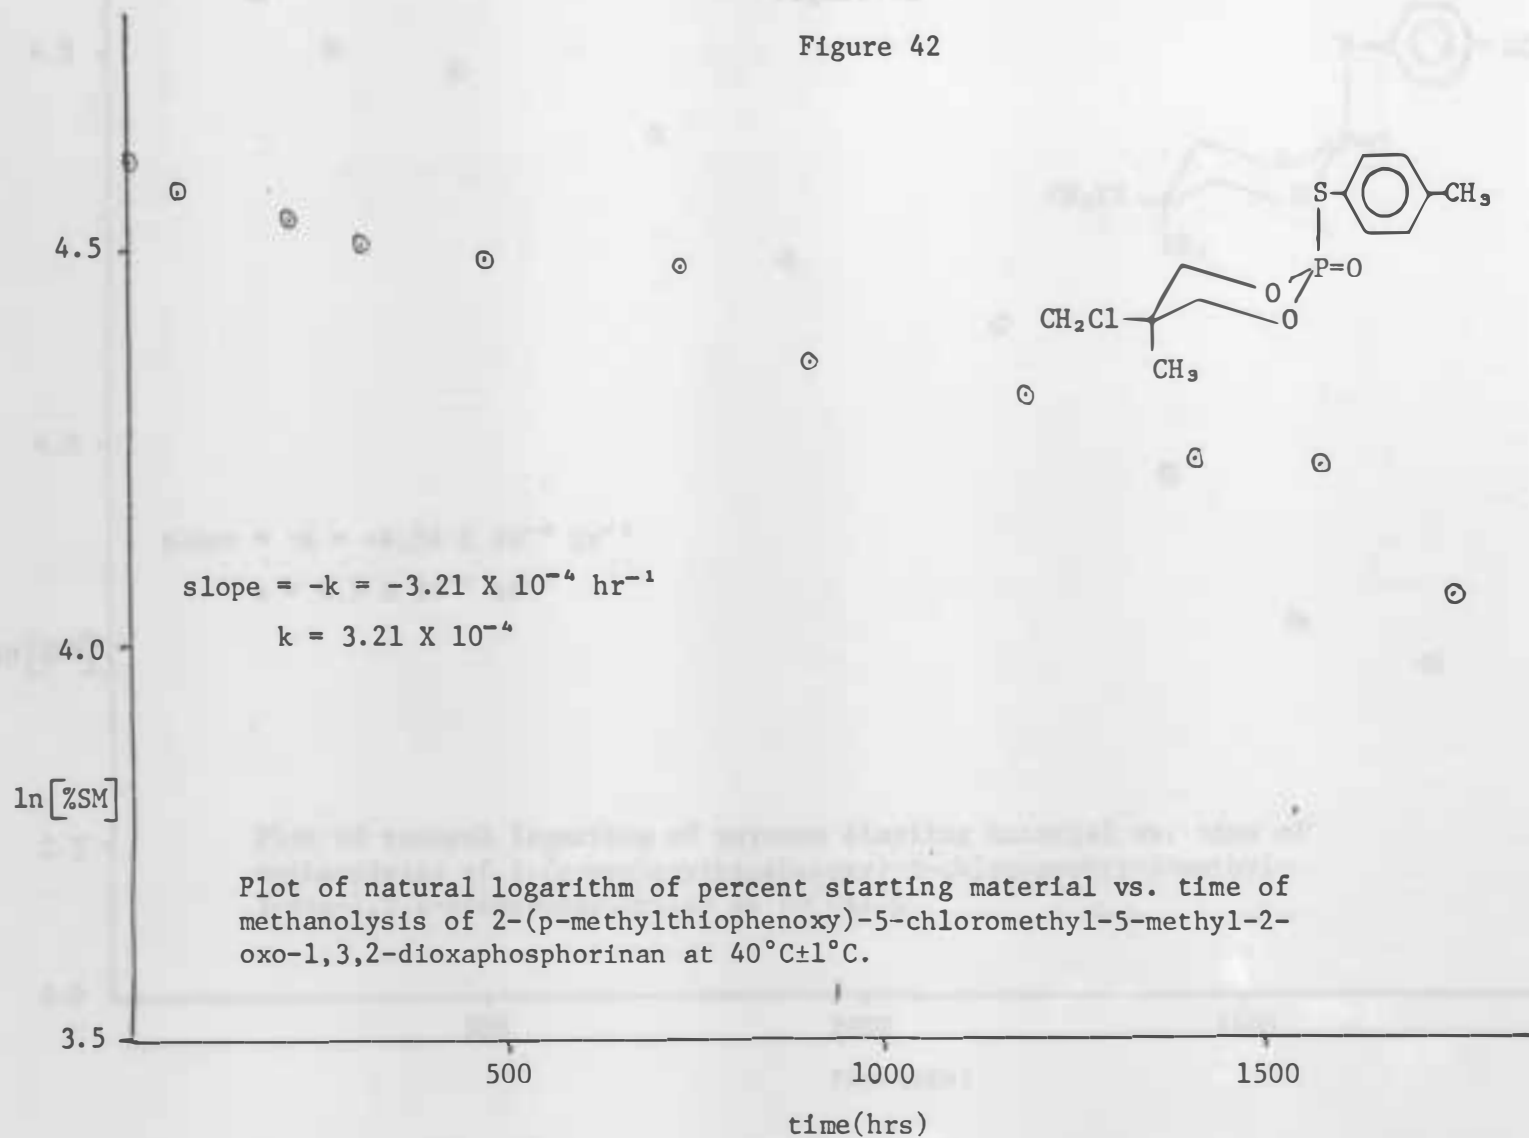 Figure 42
S
CH₃
P=O
O
O
CH₂Cl
CH₃
4.5
slope = -k = -3.21 X 10⁻⁴ hr⁻¹
k = 3.21 X 10⁻⁴
4.0
ln[%SM]
Plot of natural logarithm of percent starting material vs. time of
methanolysis of 2-(p-methylthiophenoxy)-5-chloromethyl-5-methyl-2-
oxo-1,3,2-dioxaphosphorinan at 40°C±1°C.
3.5
500 1000 1500
time(hrs)